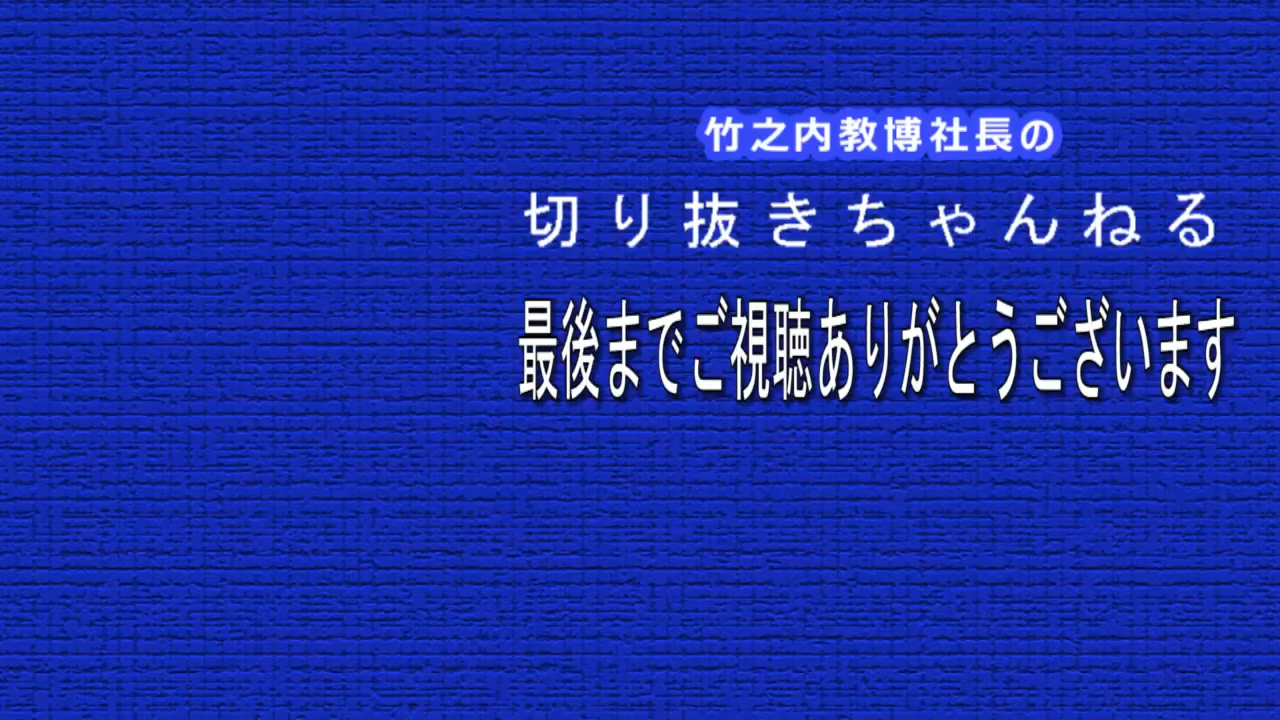 竹之内教博社長の
切り抜きちゃんねる
最後までご視聴ありがとうございます